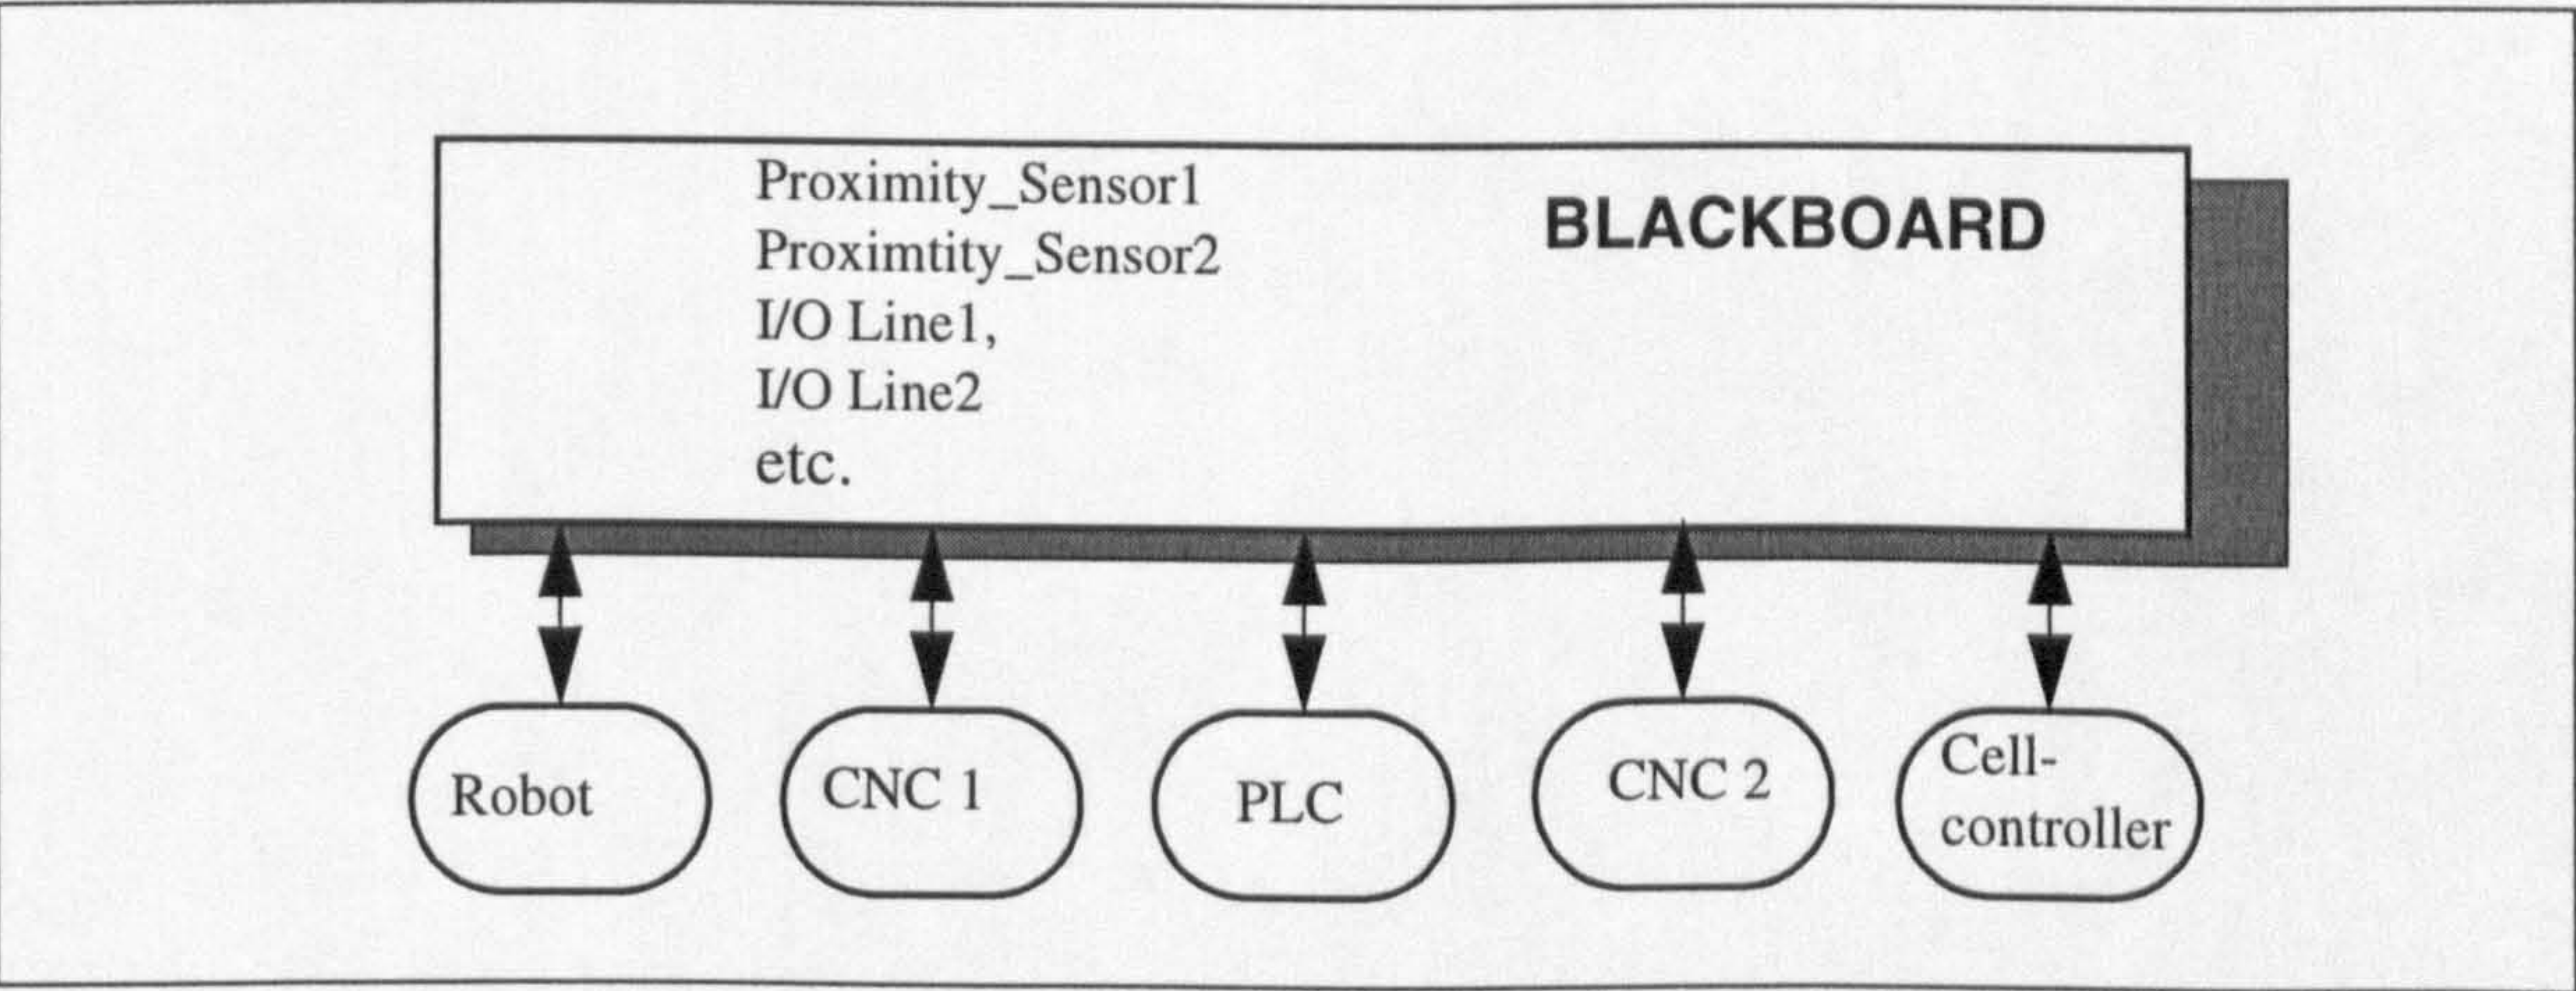 Proximity_Sensor1
BLACKBOARD
Proximtity_Sensor2
I/O Line1,
I/O Line2
etc.
Robot
CNC 1
PLC
CNC 2
Cell-
controller